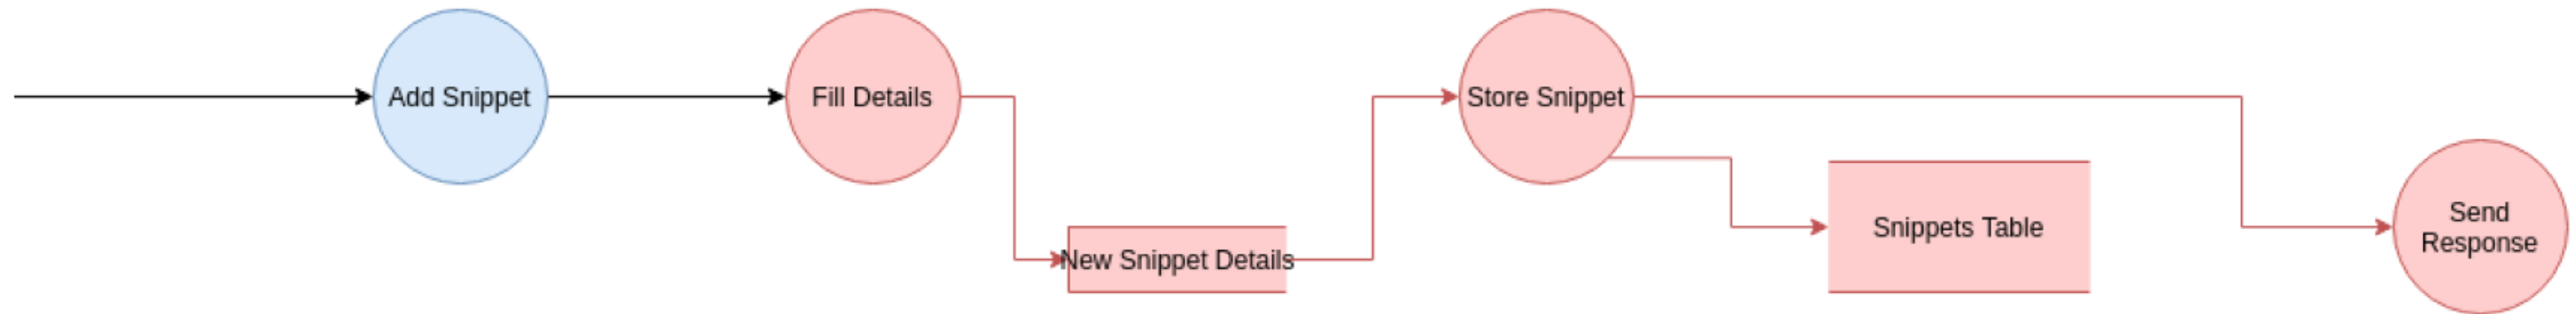 Add Snippet
Fill Details
New Snippet Details
Store Snippet
Snippets Table
Send
Response